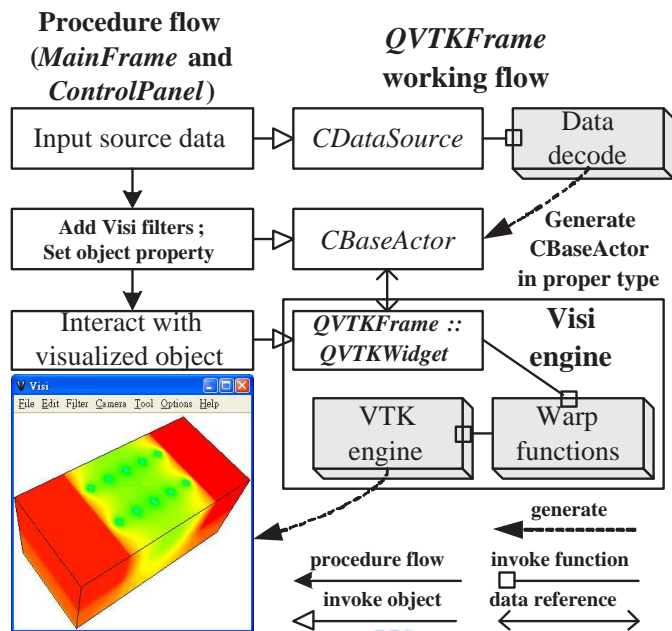 Procedure flow
(MainFrame and
ControlPanel)
QVTKFrame
working flow
Input source data
CDataSource
Data
decode
Add Visi filters ;
Set object property
CBaseActor
Generate
CBaseActor
in proper type
Interact with
visualized object
QVTKFrame ::
QVTKWidget
Visi
engine
VTK
engine
Warp
functions
Visi
File Edit Filter Camera Tool Options Help
generate
procedure flow
invoke function
invoke object
data reference